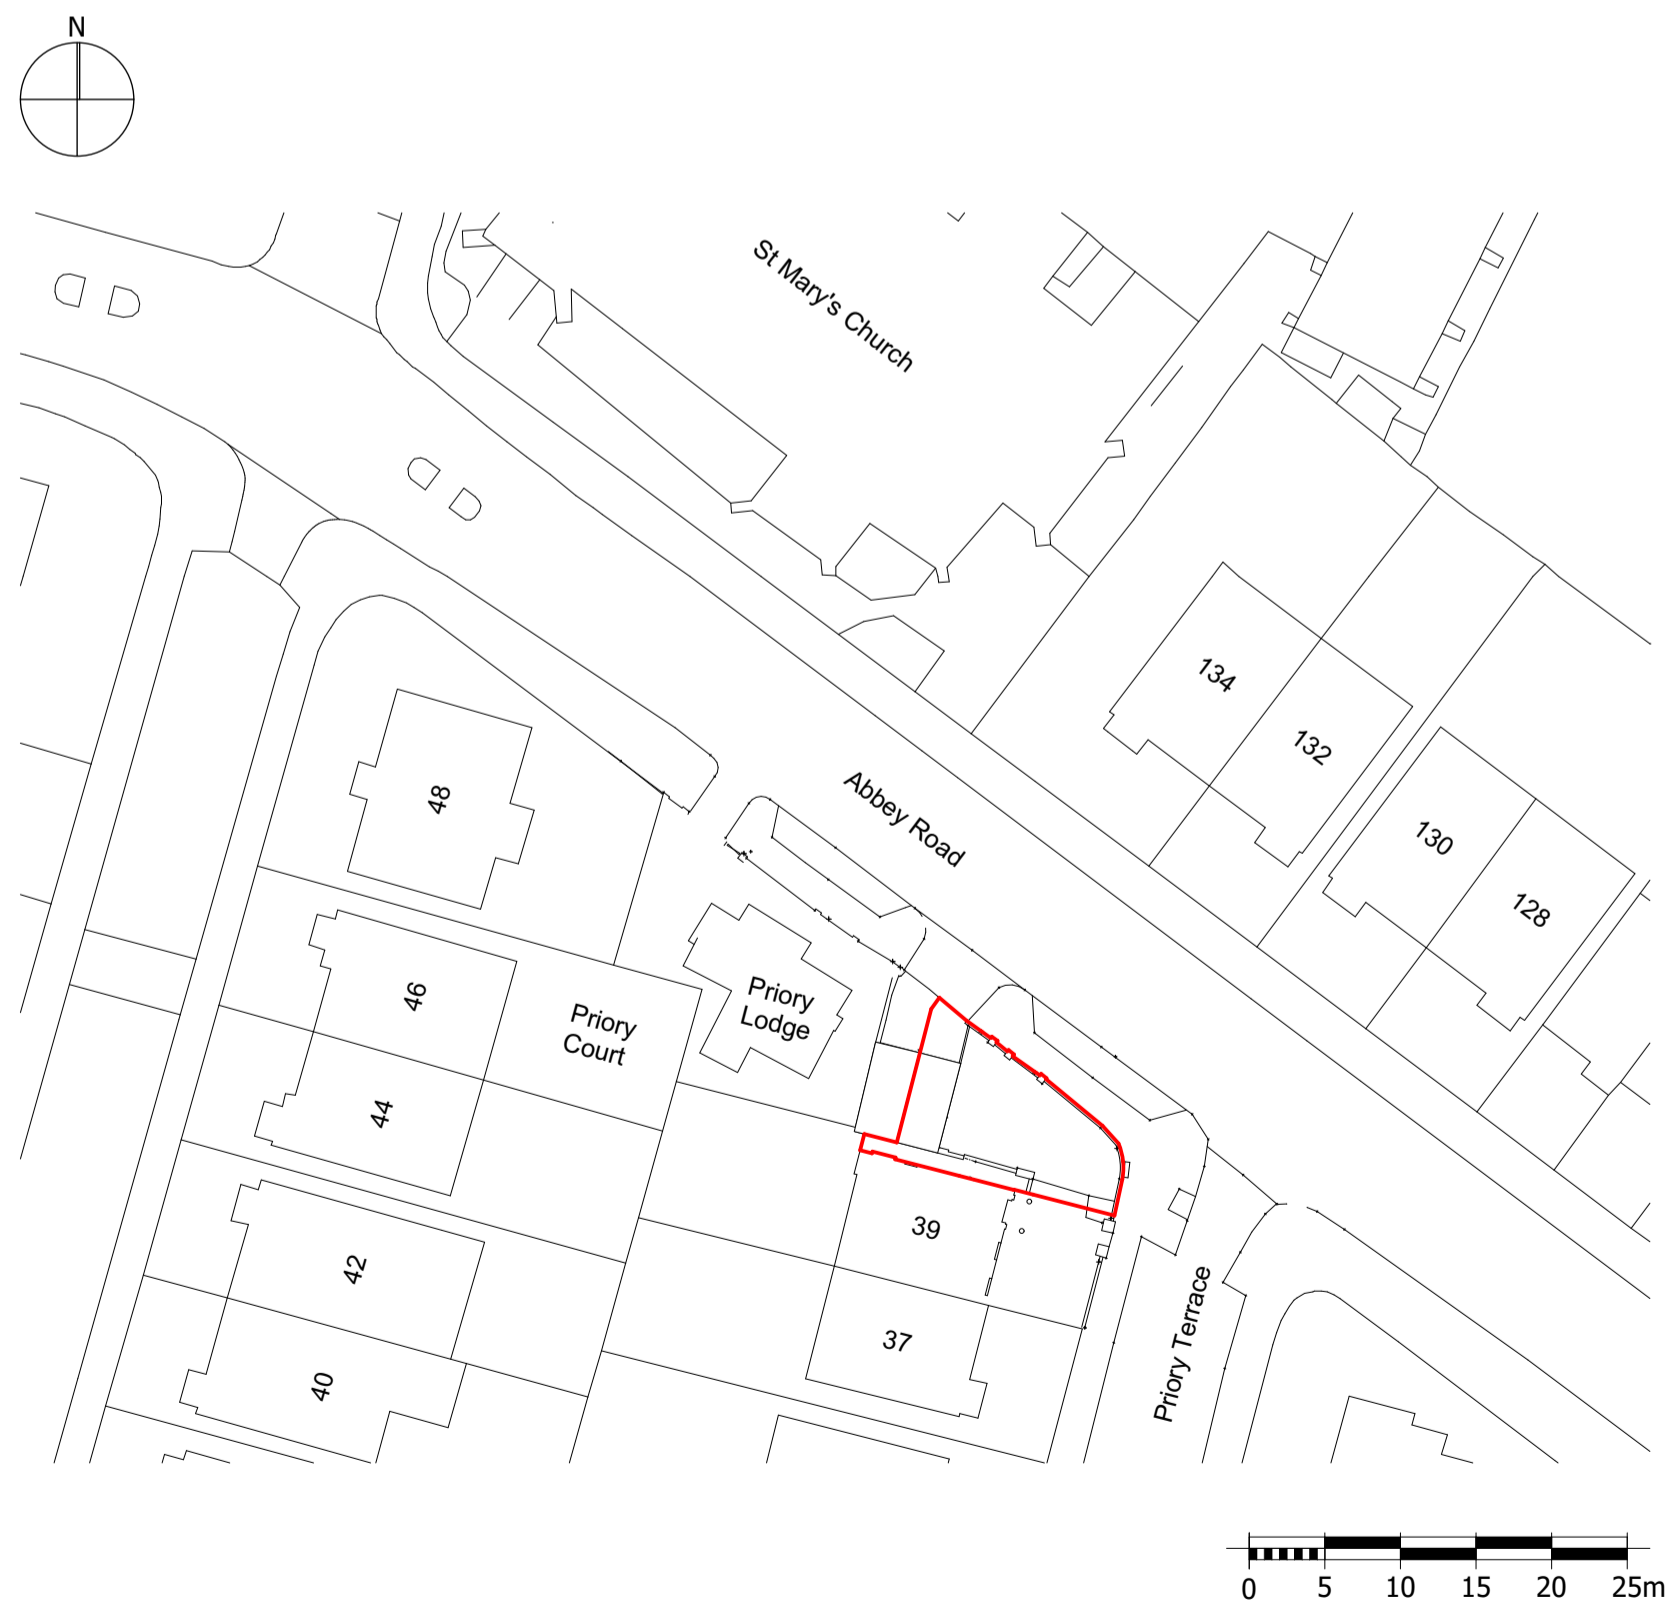 N
St Mary's Church
134
132
130
128
Abbey Road
48
46
44
42
40
Priory
Court
Priory
Lodge
39
37
Priory Terrace
0 5 10 15 20 25m